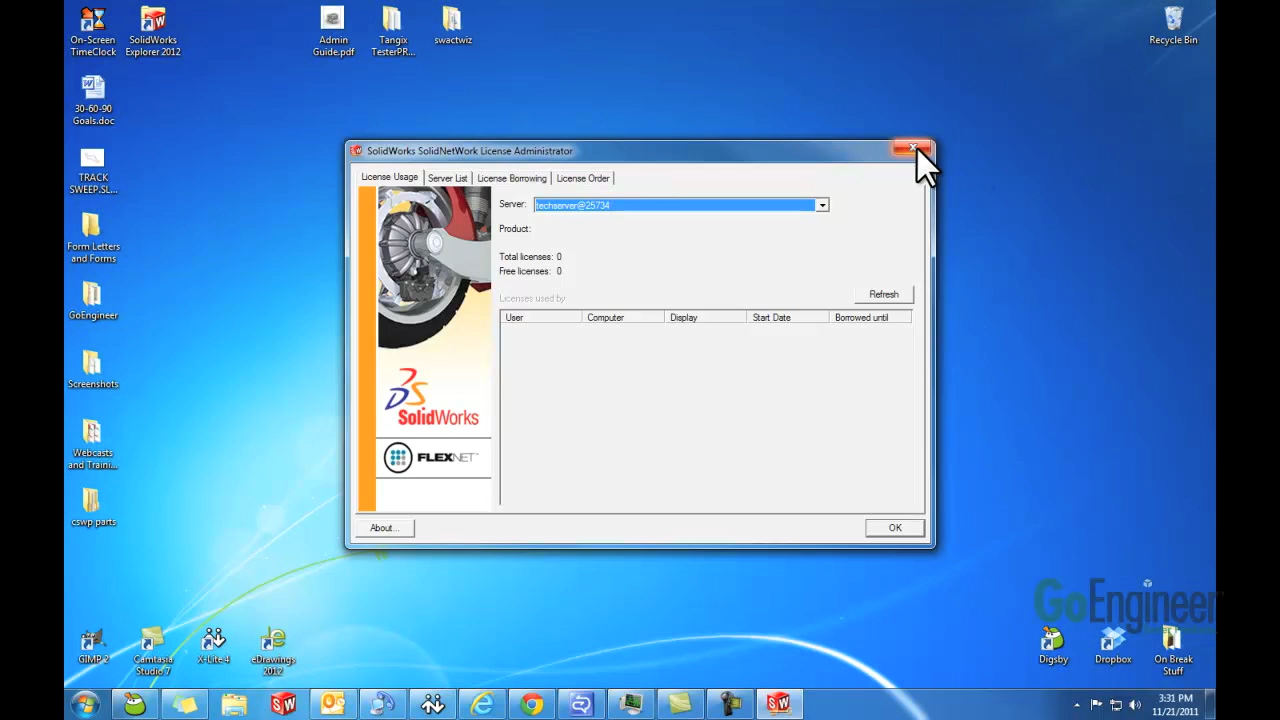 On-Screen
TimeClock
SolidWorks
Explorer 2012
Admin
Guide.pdf
Tangix
TesterPR...
swactwiz
Recycle Bin
30-60-90
Goals.doc
TRACK
SWEEP.SL...
Form Letters
and Forms
GoEngineer
Screenshots
Webcasts
and Traini...
cswp parts
SolidWorks SolidNetWork License Administrator
License Usage
Server List
License Borrowing
License Order
Server:
techserver@25734
Product:
Total licenses: 0
Free licenses: 0
Licenses used by:
Refresh
User
Computer
Display
Start Date
Borrowed until
DS
SolidWorks
FLEXNET™
About...
OK
GoEngineer
GIMP 2
Camtasia
Studio 7
X-Lite 4
eDrawings
2012
Digsby
Dropbox
On Break
Stuff
3:31 PM
11/21/2011